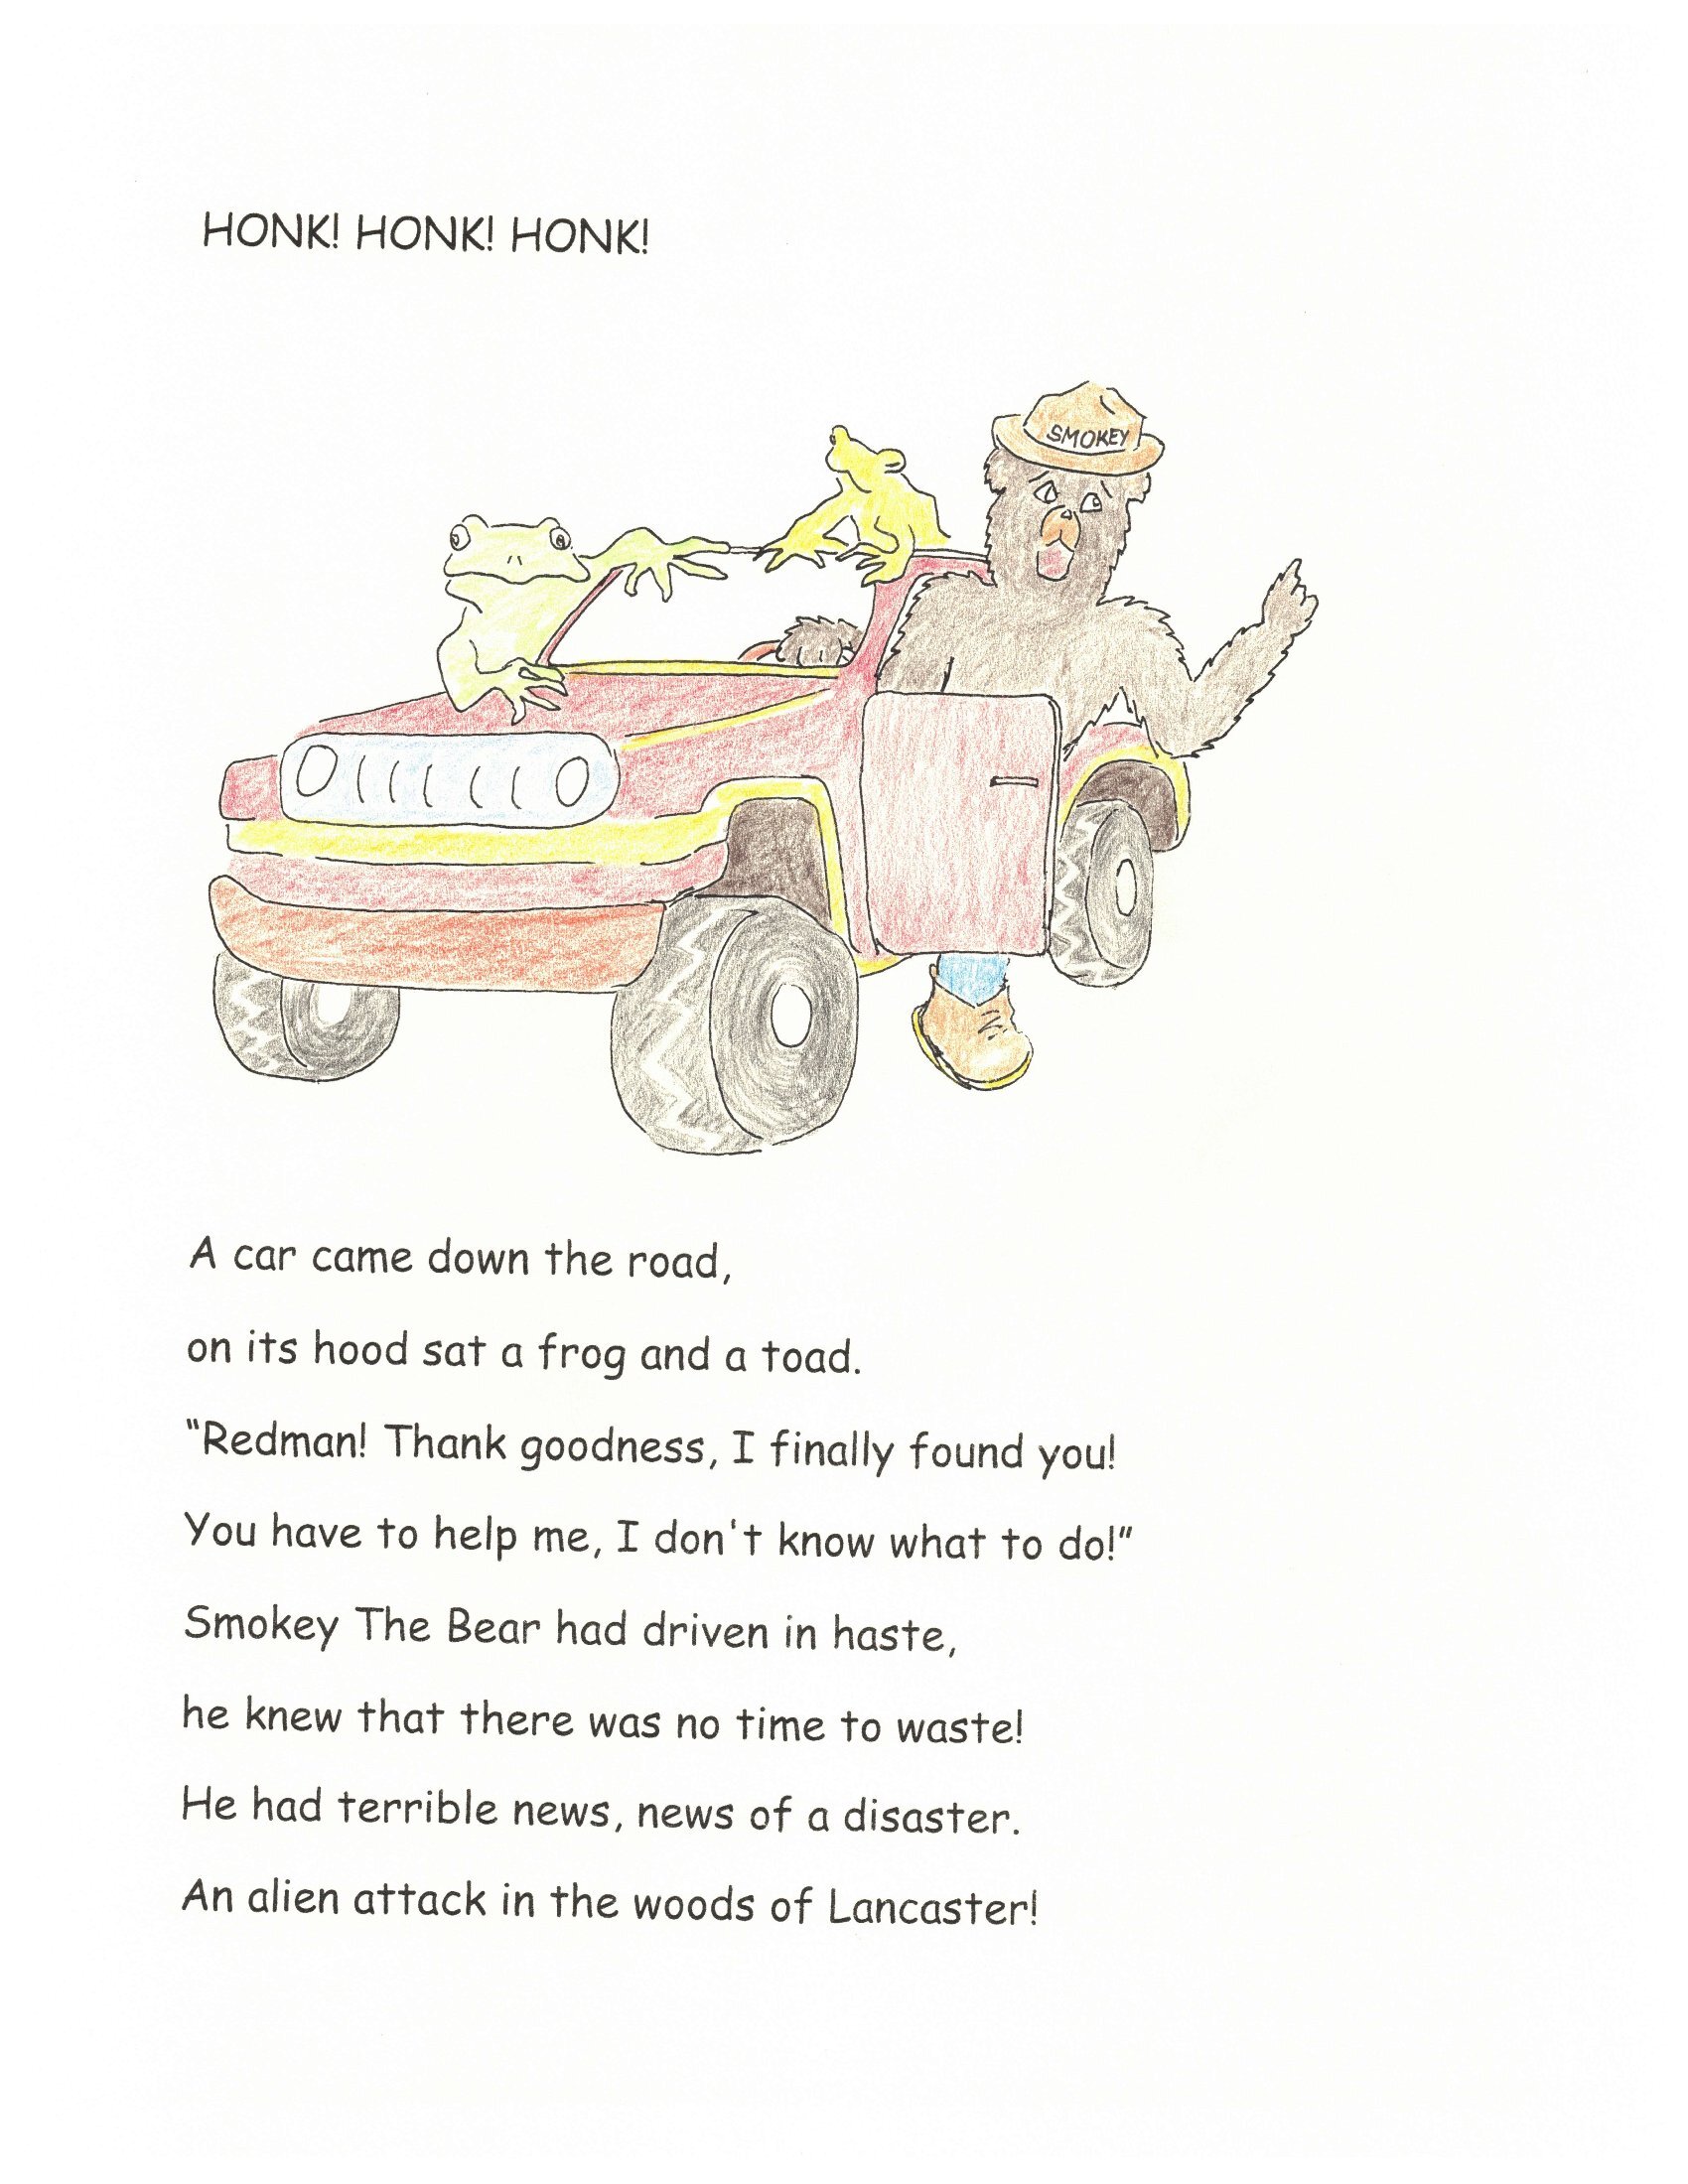 HONK! HONK! HONK!
SMOKEY
A car came down the road,
on its hood sat a frog and a toad.
“Redman! Thank goodness, I finally found you!
You have to help me, I don't know what to do!”
Smokey The Bear had driven in haste,
he knew that there was no time to waste!
He had terrible news, news of a disaster.
An alien attack in the woods of Lancaster!